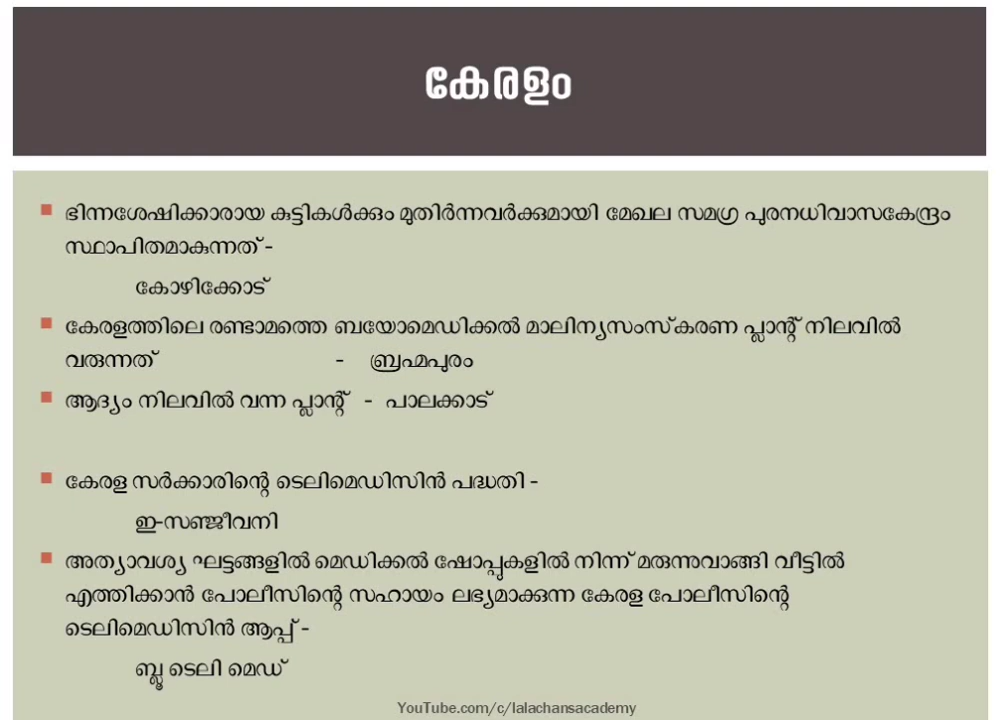 കേരളം
ഭിന്നശേഷിക്കാരായ കുട്ടികൾക്കും മുതിർന്നവർക്കുമായി മേഖല സമഗ്ര പുരനധിവാസകേന്ദ്രം
സ്ഥാപിതമാകുന്നത് -
കോഴിക്കോട്
കേരളത്തിലെ രണ്ടാമത്തെ ബയോമെഡിക്കൽ മാലിന്യസംസ്കരണ പ്ലാന്റ് നിലവിൽ
വരുന്നത് - ബ്രഹ്മപുരം
ആദ്യം നിലവിൽ വന്ന പ്ലാന്റ് - പാലക്കാട്
കേരള സർക്കാരിന്റെ ടെലിമെഡിസിൻ പദ്ധതി -
ഇ-സഞ്ജീവനി
അത്യാവശ്യ ഘട്ടങ്ങളിൽ മെഡിക്കൽ ഷോപ്പുകളിൽ നിന്ന് മരുന്നുവാങ്ങി വീട്ടിൽ
എത്തിക്കാൻ പോലീസിന്റെ സഹായം ലഭ്യമാക്കുന്ന കേരള പോലീസിന്റെ
ടെലിമെഡിസിൻ ആപ്പ് -
ബ്ലൂ ടെലി മെഡ്
YouTube.com/c/lalachansacademy